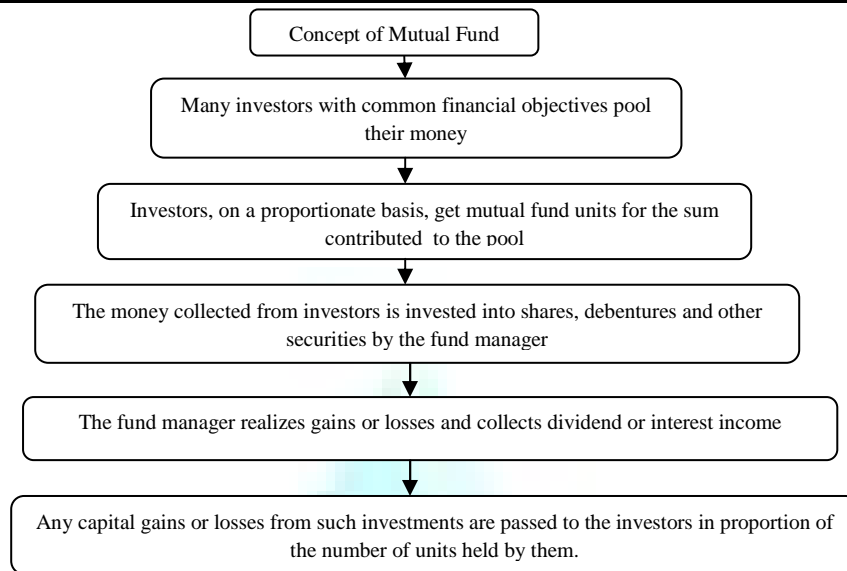 Concept of Mutual Fund
Many investors with common financial objectives pool
their money
Investors, on a proportionate basis, get mutual fund units for the sum
contributed to the pool
The money collected from investors is invested into shares, debentures and other
securities by the fund manager
The fund manager realizes gains or losses and collects dividend or interest income
Any capital gains or losses from such investments are passed to the investors in proportion of
the number of units held by them.